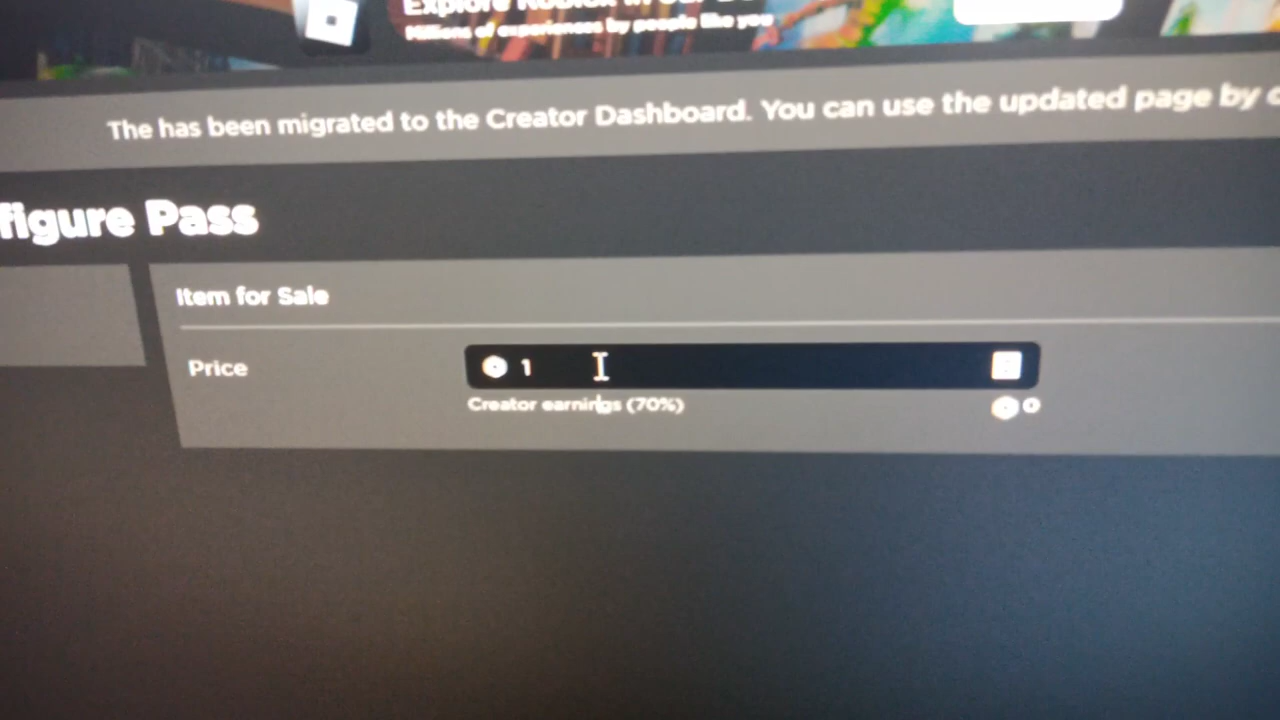 Explore Roblox in
Millions of experiences by people like you
The has been migrated to the Creator Dashboard. You can use the updated page by
figure Pass
Item for Sale
Price
1
Creator earnings (70%)
0